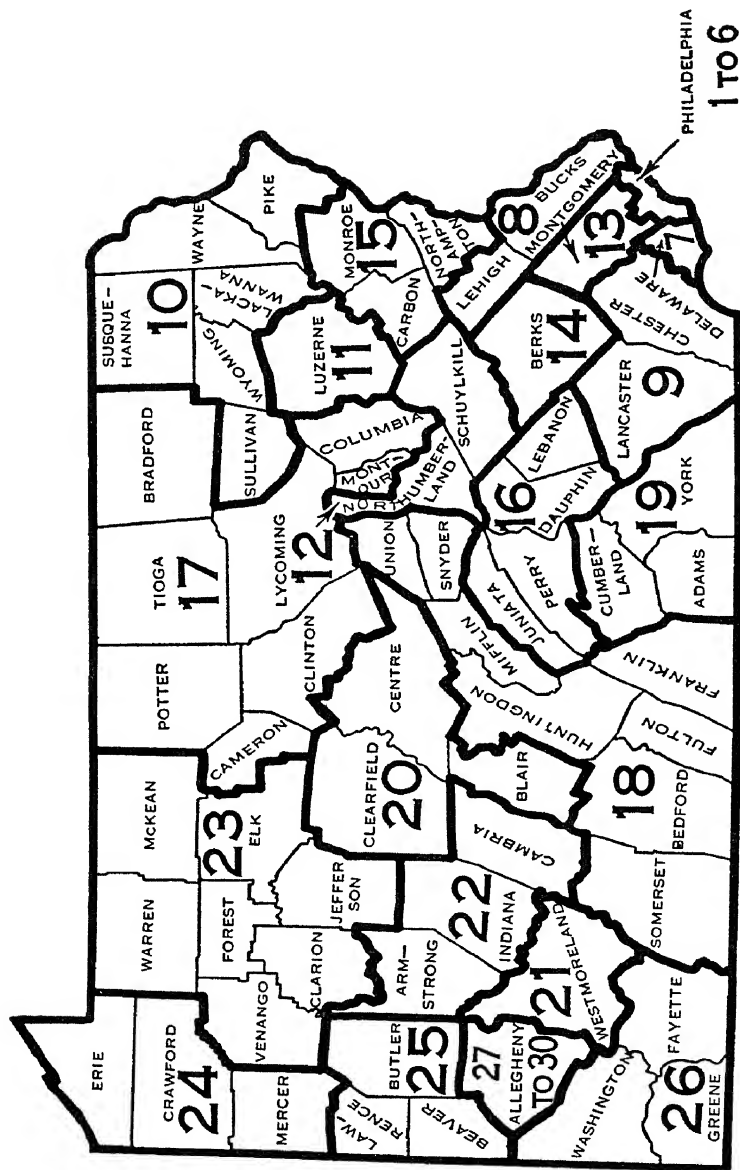 ERIE
CRAWFORD
24
MERCER
WARREN
FOREST
VENANGO
CLARION
McKEAN
23
ELK
JEFFER
SON
CAMERON
POTTER
TIOGA
17
BRADFORD
CLINTON
LYCOMING
12
SULLIVAN
COLUMBIA
MONT-
OUR
NORTHUMBER-
LAND
UNION
SNYDER
SUSQUE-
HANNA
10
WAYNE
PIKE
LACKA-
WANNA
WYOMING
LUZERNE
11
MONROE
15
CARBON
NORTH-
AMP-
TON
LEHIGH
SCHUYLKILL
8
BUCKS
MONTGOMERY
13
PHILADELPHIA
1 TO 6
7
DELAWARE
CHESTER
BERKS
14
LANCASTER
9
LEBANON
16
DAUPHIN
PERRY
JUNIATA
MIFFLIN
CUMBER-
LAND
19
YORK
ADAMS
FRANKLIN
FULTON
HUNTINGDON
18
BEDFORD
BLAIR
CENTRE
CLEARFIELD
20
CAMBRIA
SOMERSET
22
INDIANA
ARM-
STRONG
21
WESTMORELAND
BUTLER
25
LAW-
RENCE
BEAVER
27
ALLEGHENY
TO 30
WASHINGTON
FAYETTE
26
GREENE